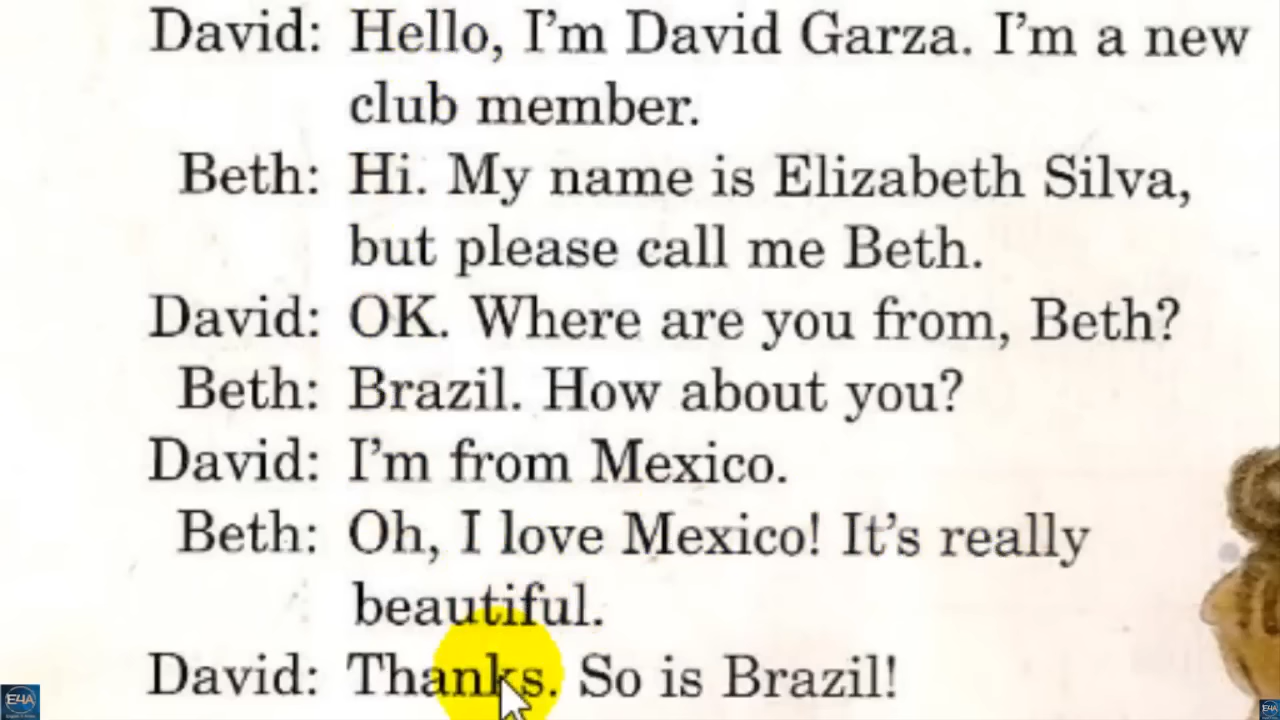 David: Hello, I'm David Garza. I'm a new
club member.
Beth: Hi. My name is Elizabeth Silva,
but please call me Beth.
David: OK. Where are you from, Beth?
Beth: Brazil. How about you?
David: I'm from Mexico.
Beth: Oh, I love Mexico! It's really
beautiful.
David: Thanks. So is Brazil!
E4A
E4A